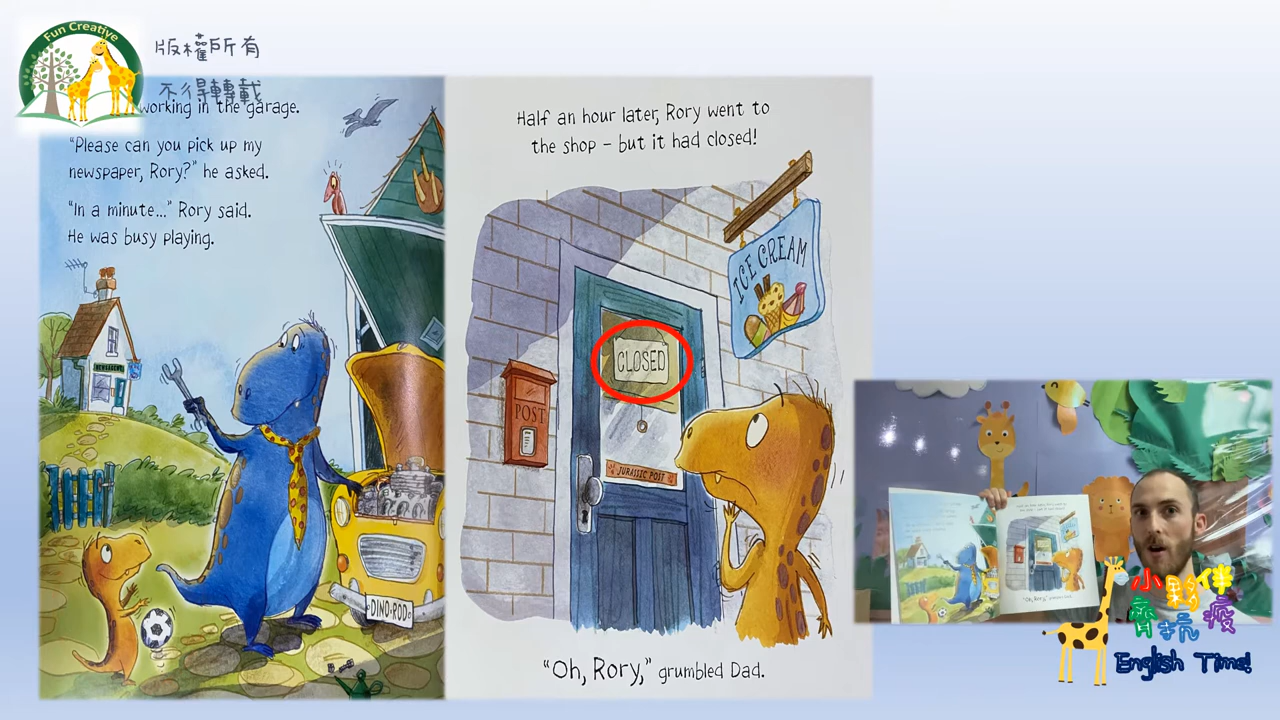 Fun Creative
版權所有
不得轉載
working in the garage.
"Please can you pick up my
newspaper, Rory?" he asked.
"In a minute..." Rory said.
He was busy playing.
NEWSAGENT
DINO-ROD
Half an hour later, Rory went to
the shop – but it had closed!
ICE CREAM
CLOSED
POST
JURASSIC POST
"Oh, Rory," grumbled Dad.
小夥伴
齊抗疫
English Time!